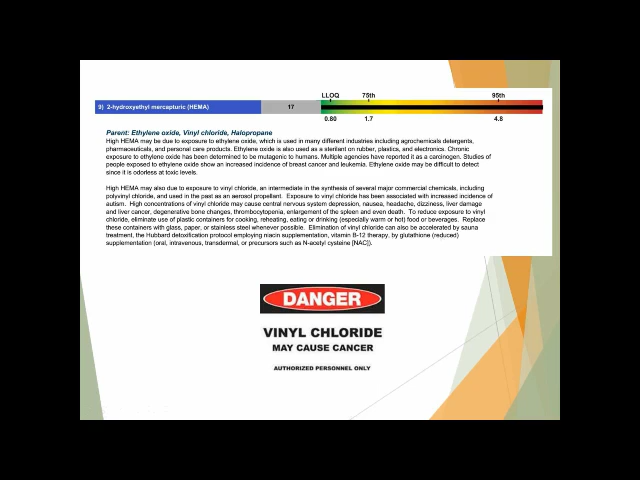 LLOQ 75th 95th
9) 2-hydroxyethyl mercapturic (HEMA) 17
0.80 1.7 4.8
Parent: Ethylene oxide, Vinyl chloride, Halopropane
High HEMA may be due to exposure to ethylene oxide, which is used in many different industries including agrochemicals detergents,
pharmaceuticals, and personal care products. Ethylene oxide is also used as a sterilant on rubber, plastics, and electronics. Chronic
exposure to ethylene oxide has been determined to be mutagenic to humans. Multiple agencies have reported it as a carcinogen. Studies of
people exposed to ethylene oxide show an increased incidence of breast cancer and leukemia. Ethylene oxide may be difficult to detect
since it is odorless at toxic levels.
High HEMA may also due to exposure to vinyl chloride, an intermediate in the synthesis of several major commercial chemicals, including
polyvinyl chloride, and used in the past as an aerosol propellant. Exposure to vinyl chloride has been associated with increased incidence of
autism. High concentrations of vinyl chloride may cause central nervous system depression, nausea, headache, dizziness, liver damage
and liver cancer, degenerative bone changes, thrombocytopenia, enlargement of the spleen and even death. To reduce exposure to vinyl
chloride, eliminate use of plastic containers for cooking, reheating, eating or drinking (especially warm or hot) food or beverages. Replace
these containers with glass, paper, or stainless steel whenever possible. Elimination of vinyl chloride can also be accelerated by sauna
treatment, the Hubbard detoxification protocol employing niacin supplementation, vitamin B-12 therapy, by glutathione (reduced)
supplementation (oral, intravenous, transdermal, or precursors such as N-acetyl cysteine [NAC]).
DANGER
VINYL CHLORIDE
MAY CAUSE CANCER
AUTHORIZED PERSONNEL ONLY